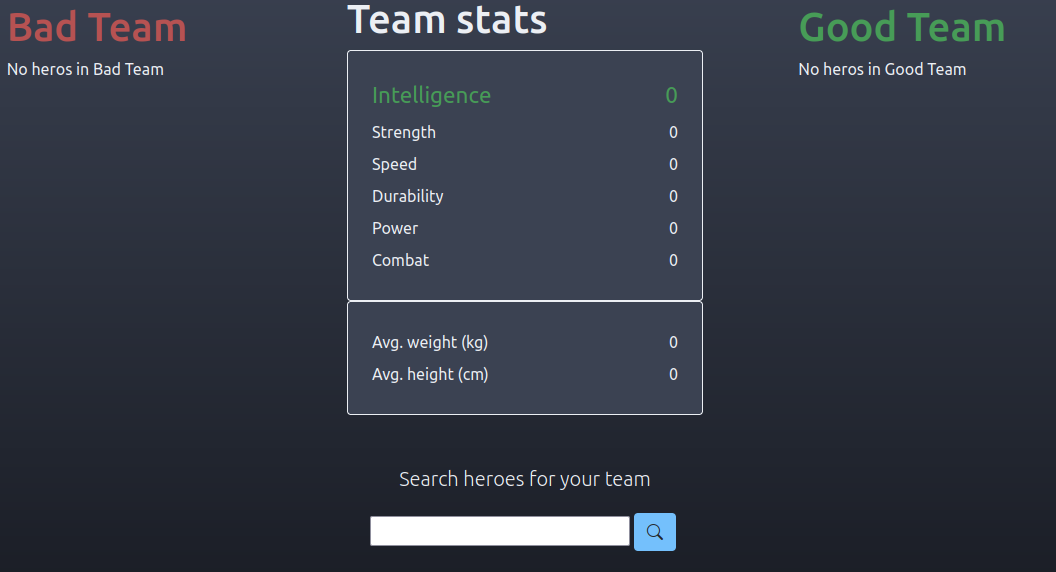 Bad Team
No heros in Bad Team
Team stats
Intelligence 0
Strength 0
Speed 0
Durability 0
Power 0
Combat 0
Avg. weight (kg) 0
Avg. height (cm) 0
Search heroes for your team
Good Team
No heros in Good Team